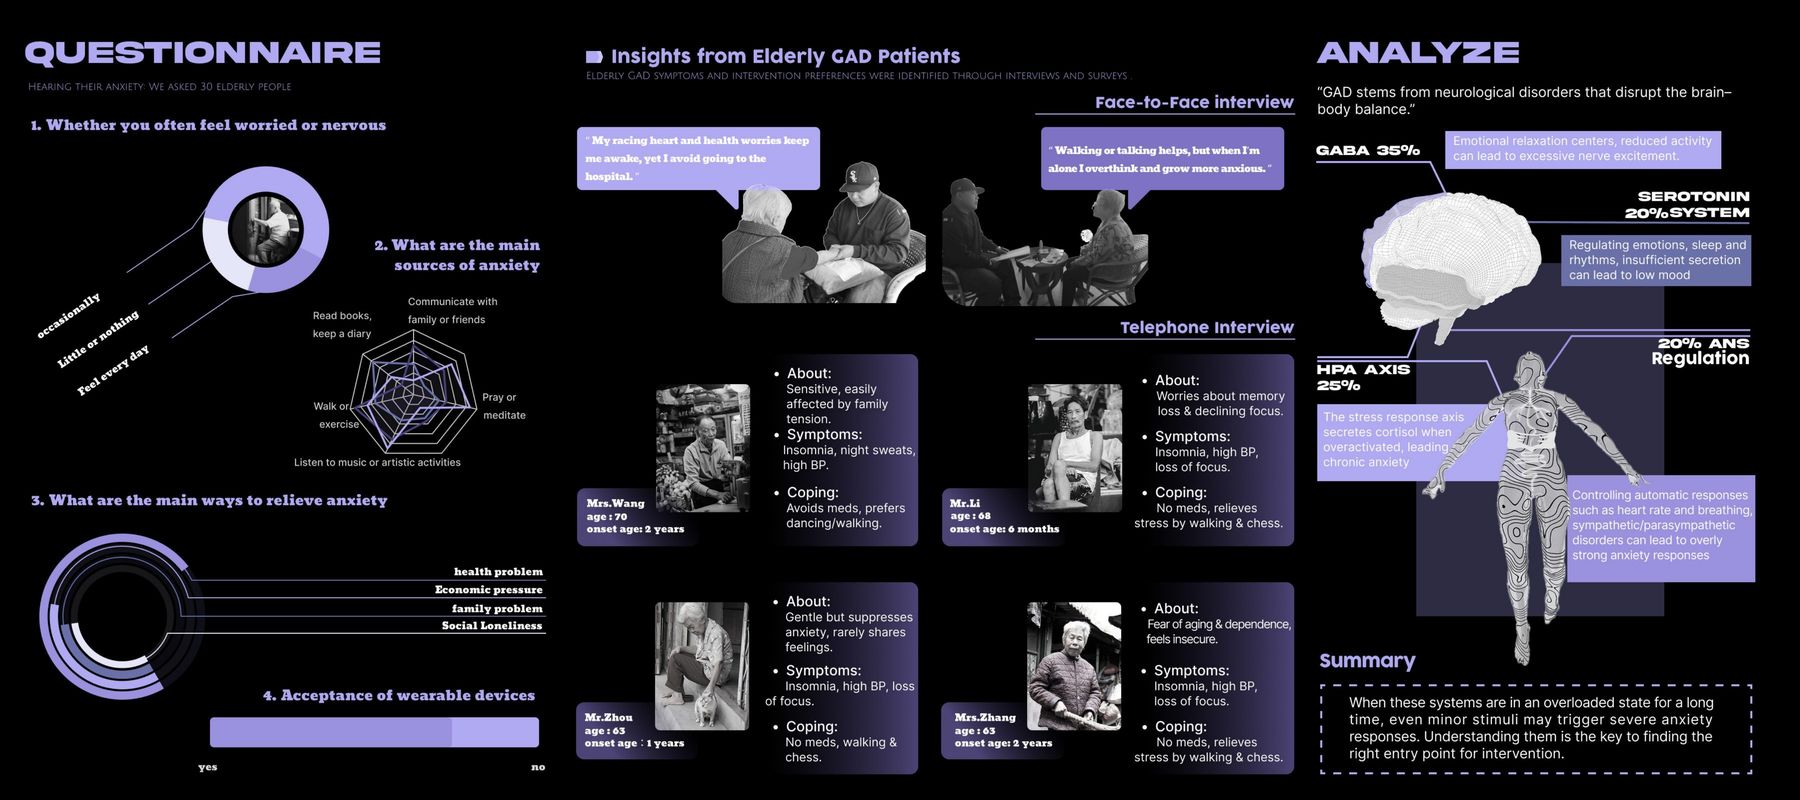 QUESTIONNAIRE
HEARING THEIR ANXIETY: WE ASKED 30 ELDERLY PEOPLE
1. Whether you often feel worried or nervous
occasionally
Little or nothing
Feel every day
2. What are the main
sources of anxiety
Communicate with
family or friends
Read books,
keep a diary
Pray or
meditate
Walk or
exercise
Listen to music or artistic activities
3. What are the main ways to relieve anxiety
health problem
Economic pressure
family problem
Social Loneliness
4. Acceptance of wearable devices
yes
no
Insights from Elderly GAD Patients
ELDERLY GAD SYMPTOMS AND INTERVENTION PREFERENCES WERE IDENTIFIED THROUGH INTERVIEWS AND SURVEYS .
Face-to-Face interview
" My racing heart and health worries keep
me awake, yet I avoid going to the
hospital. "
" Walking or talking helps, but when I'm
alone I overthink and grow more anxious. "
Telephone Interview
Mrs.Wang
age : 70
onset age: 2 years
• About:
Sensitive, easily
affected by family
tension.
• Symptoms:
Insomnia, night sweats,
high BP.
• Coping:
Avoids meds, prefers
dancing/walking.
Mr.Li
age : 68
onset age: 6 months
• About:
Worries about memory
loss & declining focus.
• Symptoms:
Insomnia, high BP,
loss of focus.
• Coping:
No meds, relieves
stress by walking & chess.
Mr.Zhou
age : 63
onset age : 1 years
• About:
Gentle but suppresses
anxiety, rarely shares
feelings.
• Symptoms:
Insomnia, high BP, loss
of focus.
• Coping:
No meds, walking &
chess.
Mrs.Zhang
age : 63
onset age: 2 years
• About:
Fear of aging & dependence,
feels insecure.
• Symptoms:
Insomnia, high BP,
loss of focus.
• Coping:
No meds, relieves
stress by walking & chess.
ANALYZE
“GAD stems from neurological disorders that disrupt the brain–
body balance.”
GABA 35%
Emotional relaxation centers, reduced activity
can lead to excessive nerve excitement.
SEROTONIN
20%SYSTEM
Regulating emotions, sleep and
rhythms, insufficient secretion
can lead to low mood
20% ANS
Regulation
HPA AXIS
25%
The stress response axis
secretes cortisol when
overactivated, leading
chronic anxiety
Controlling automatic responses
such as heart rate and breathing,
sympathetic/parasympathetic
disorders can lead to overly
strong anxiety responses
Summary
When these systems are in an overloaded state for a long
time, even minor stimuli may trigger severe anxiety
responses. Understanding them is the key to finding the
right entry point for intervention.